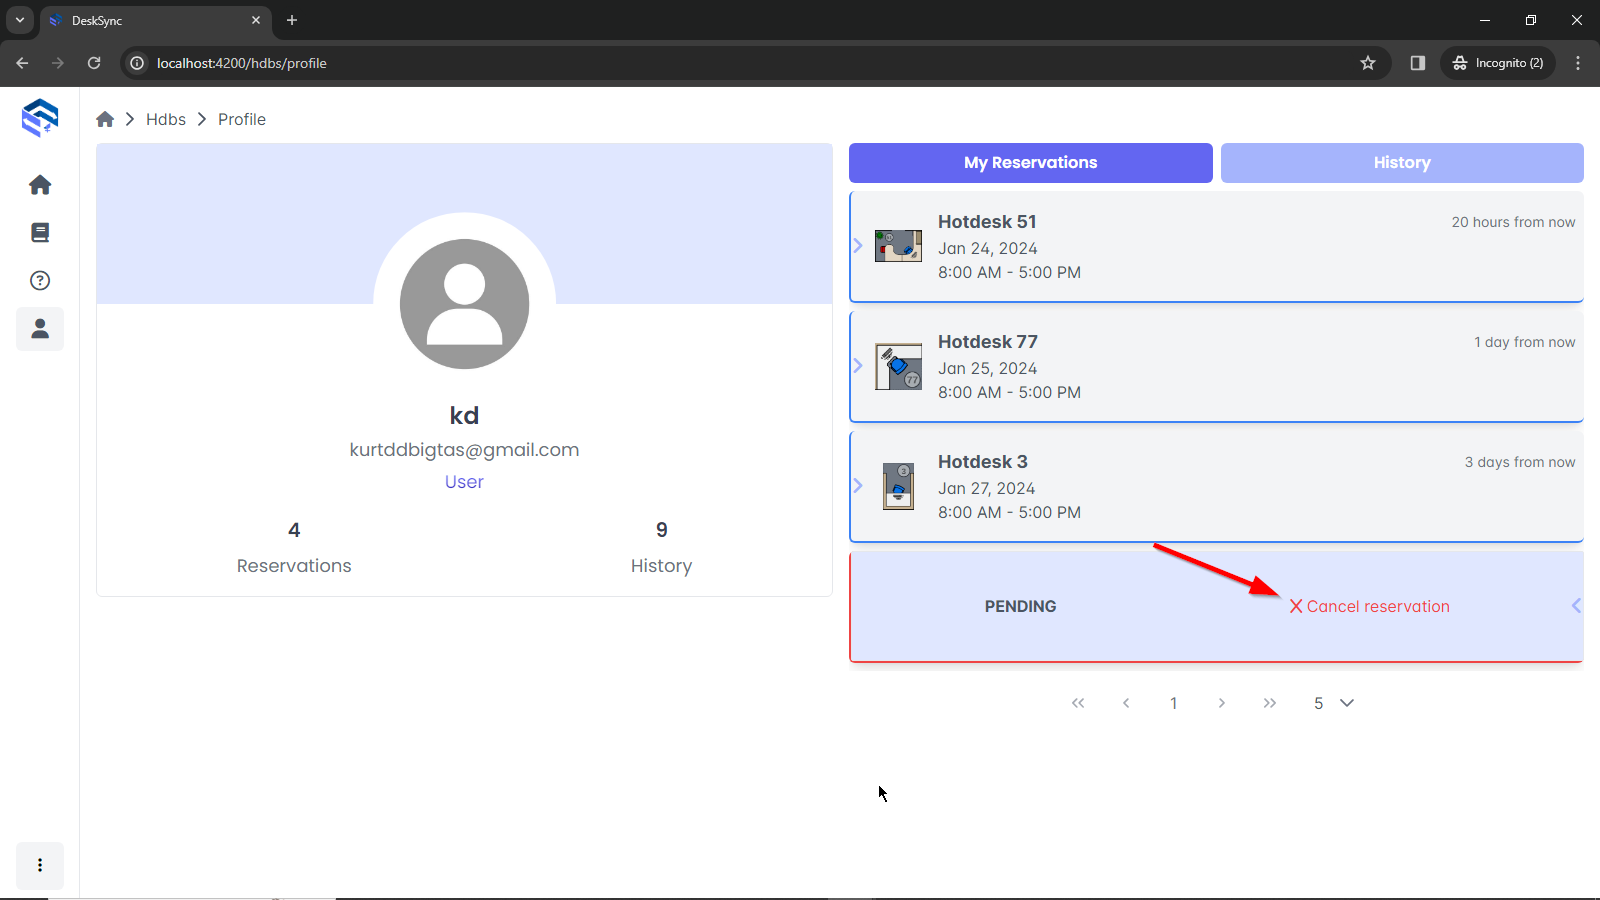 DeskSync
localhost:4200/hdbs/profile
Incognito (2)
Hdbs
Profile
kd
kurtddbigtas@gmail.com
User
4
9
Reservations
History
My Reservations
History
Hotdesk 51
20 hours from now
Jan 24, 2024
8:00 AM - 5:00 PM
Hotdesk 77
1 day from now
Jan 25, 2024
8:00 AM - 5:00 PM
77
Hotdesk 3
3 days from now
Jan 27, 2024
8:00 AM - 5:00 PM
3
PENDING
Cancel reservation
1
5